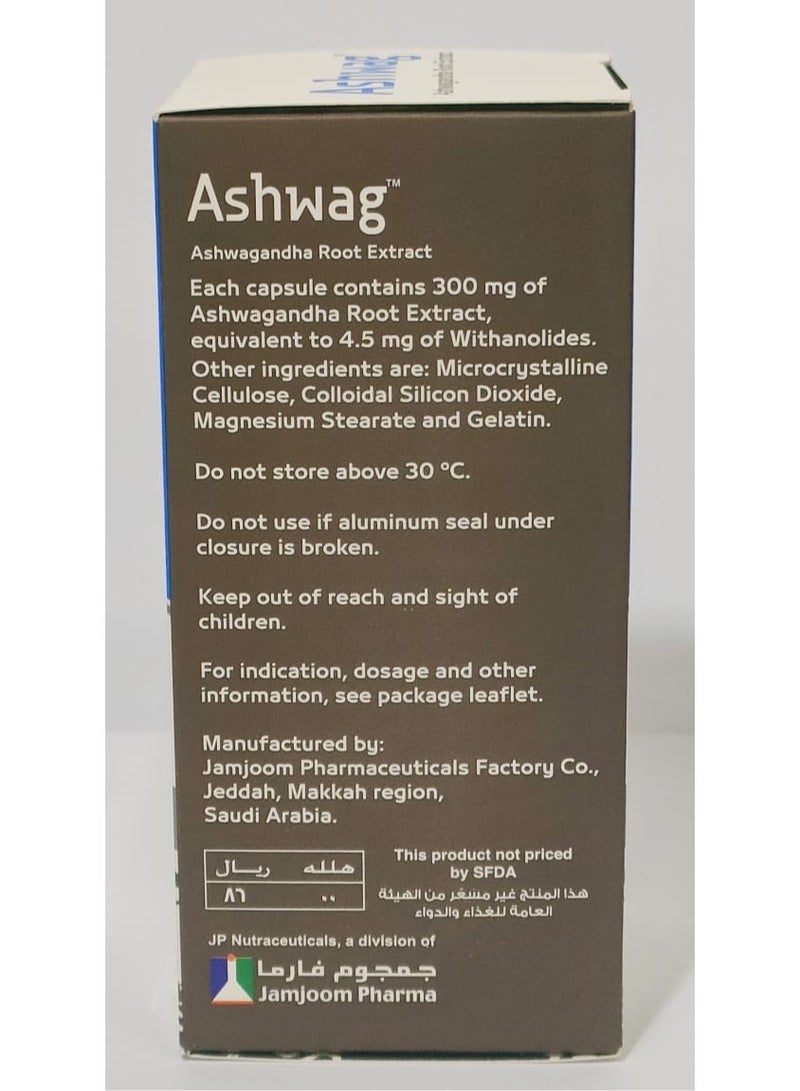 Ashwag
Ashwag™
Ashwagandha Root Extract
Each capsule contains 300 mg of
Ashwagandha Root Extract,
equivalent to 4.5 mg of Withanolides.
Other ingredients are: Microcrystalline
Cellulose, Colloidal Silicon Dioxide,
Magnesium Stearate and Gelatin.
Do not store above 30 °C.
Do not use if aluminum seal under
closure is broken.
Keep out of reach and sight of
children.
For indication, dosage and other
information, see package leaflet.
Manufactured by:
Jamjoom Pharmaceuticals Factory Co.,
Jeddah, Makkah region,
Saudi Arabia.
هللة ريال
٠٠ ٨٦
This product not priced
by SFDA
هذا المنتج غير مسعّر من الهيئة
العامة للغذاء والدواء
JP Nutraceuticals, a division of
جمجوم فارما
Jamjoom Pharma